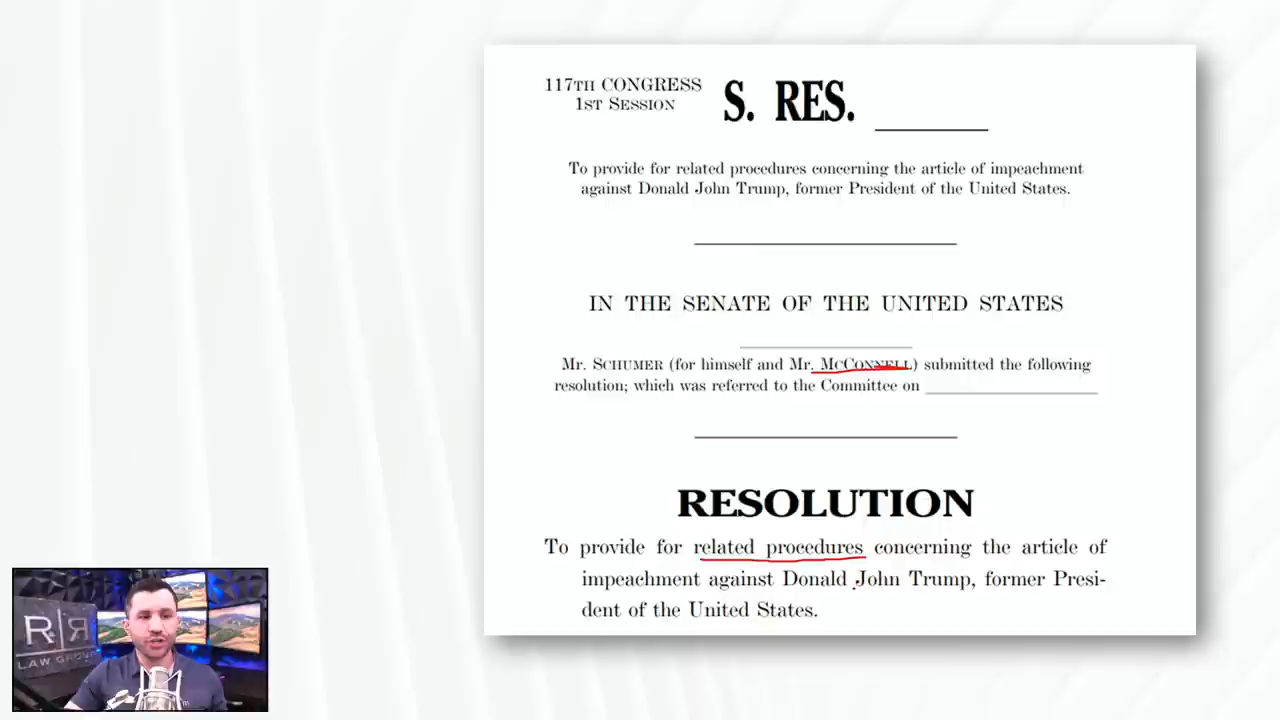 117TH CONGRESS
1ST SESSION
S. RES.
To provide for related procedures concerning the article of impeachment
against Donald John Trump, former President of the United States.
IN THE SENATE OF THE UNITED STATES
Mr. SCHUMER (for himself and Mr. MCCONNELL) submitted the following
resolution; which was referred to the Committee on
RESOLUTION
To provide for related procedures concerning the article of
impeachment against Donald John Trump, former Presi-
dent of the United States.
R|R
LAW GROUP